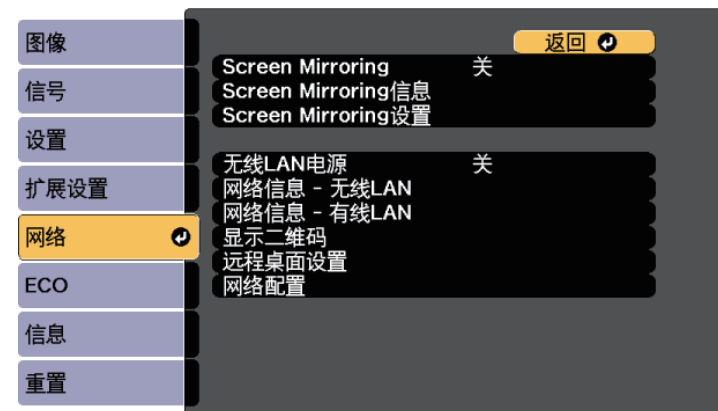 图像
信号
设置
扩展设置
网络
ECO
信息
重置
返回
Screen Mirroring 关
Screen Mirroring信息
Screen Mirroring设置
无线LAN电源 关
网络信息 - 无线LAN
网络信息 - 有线LAN
显示二维码
远程桌面设置
网络配置